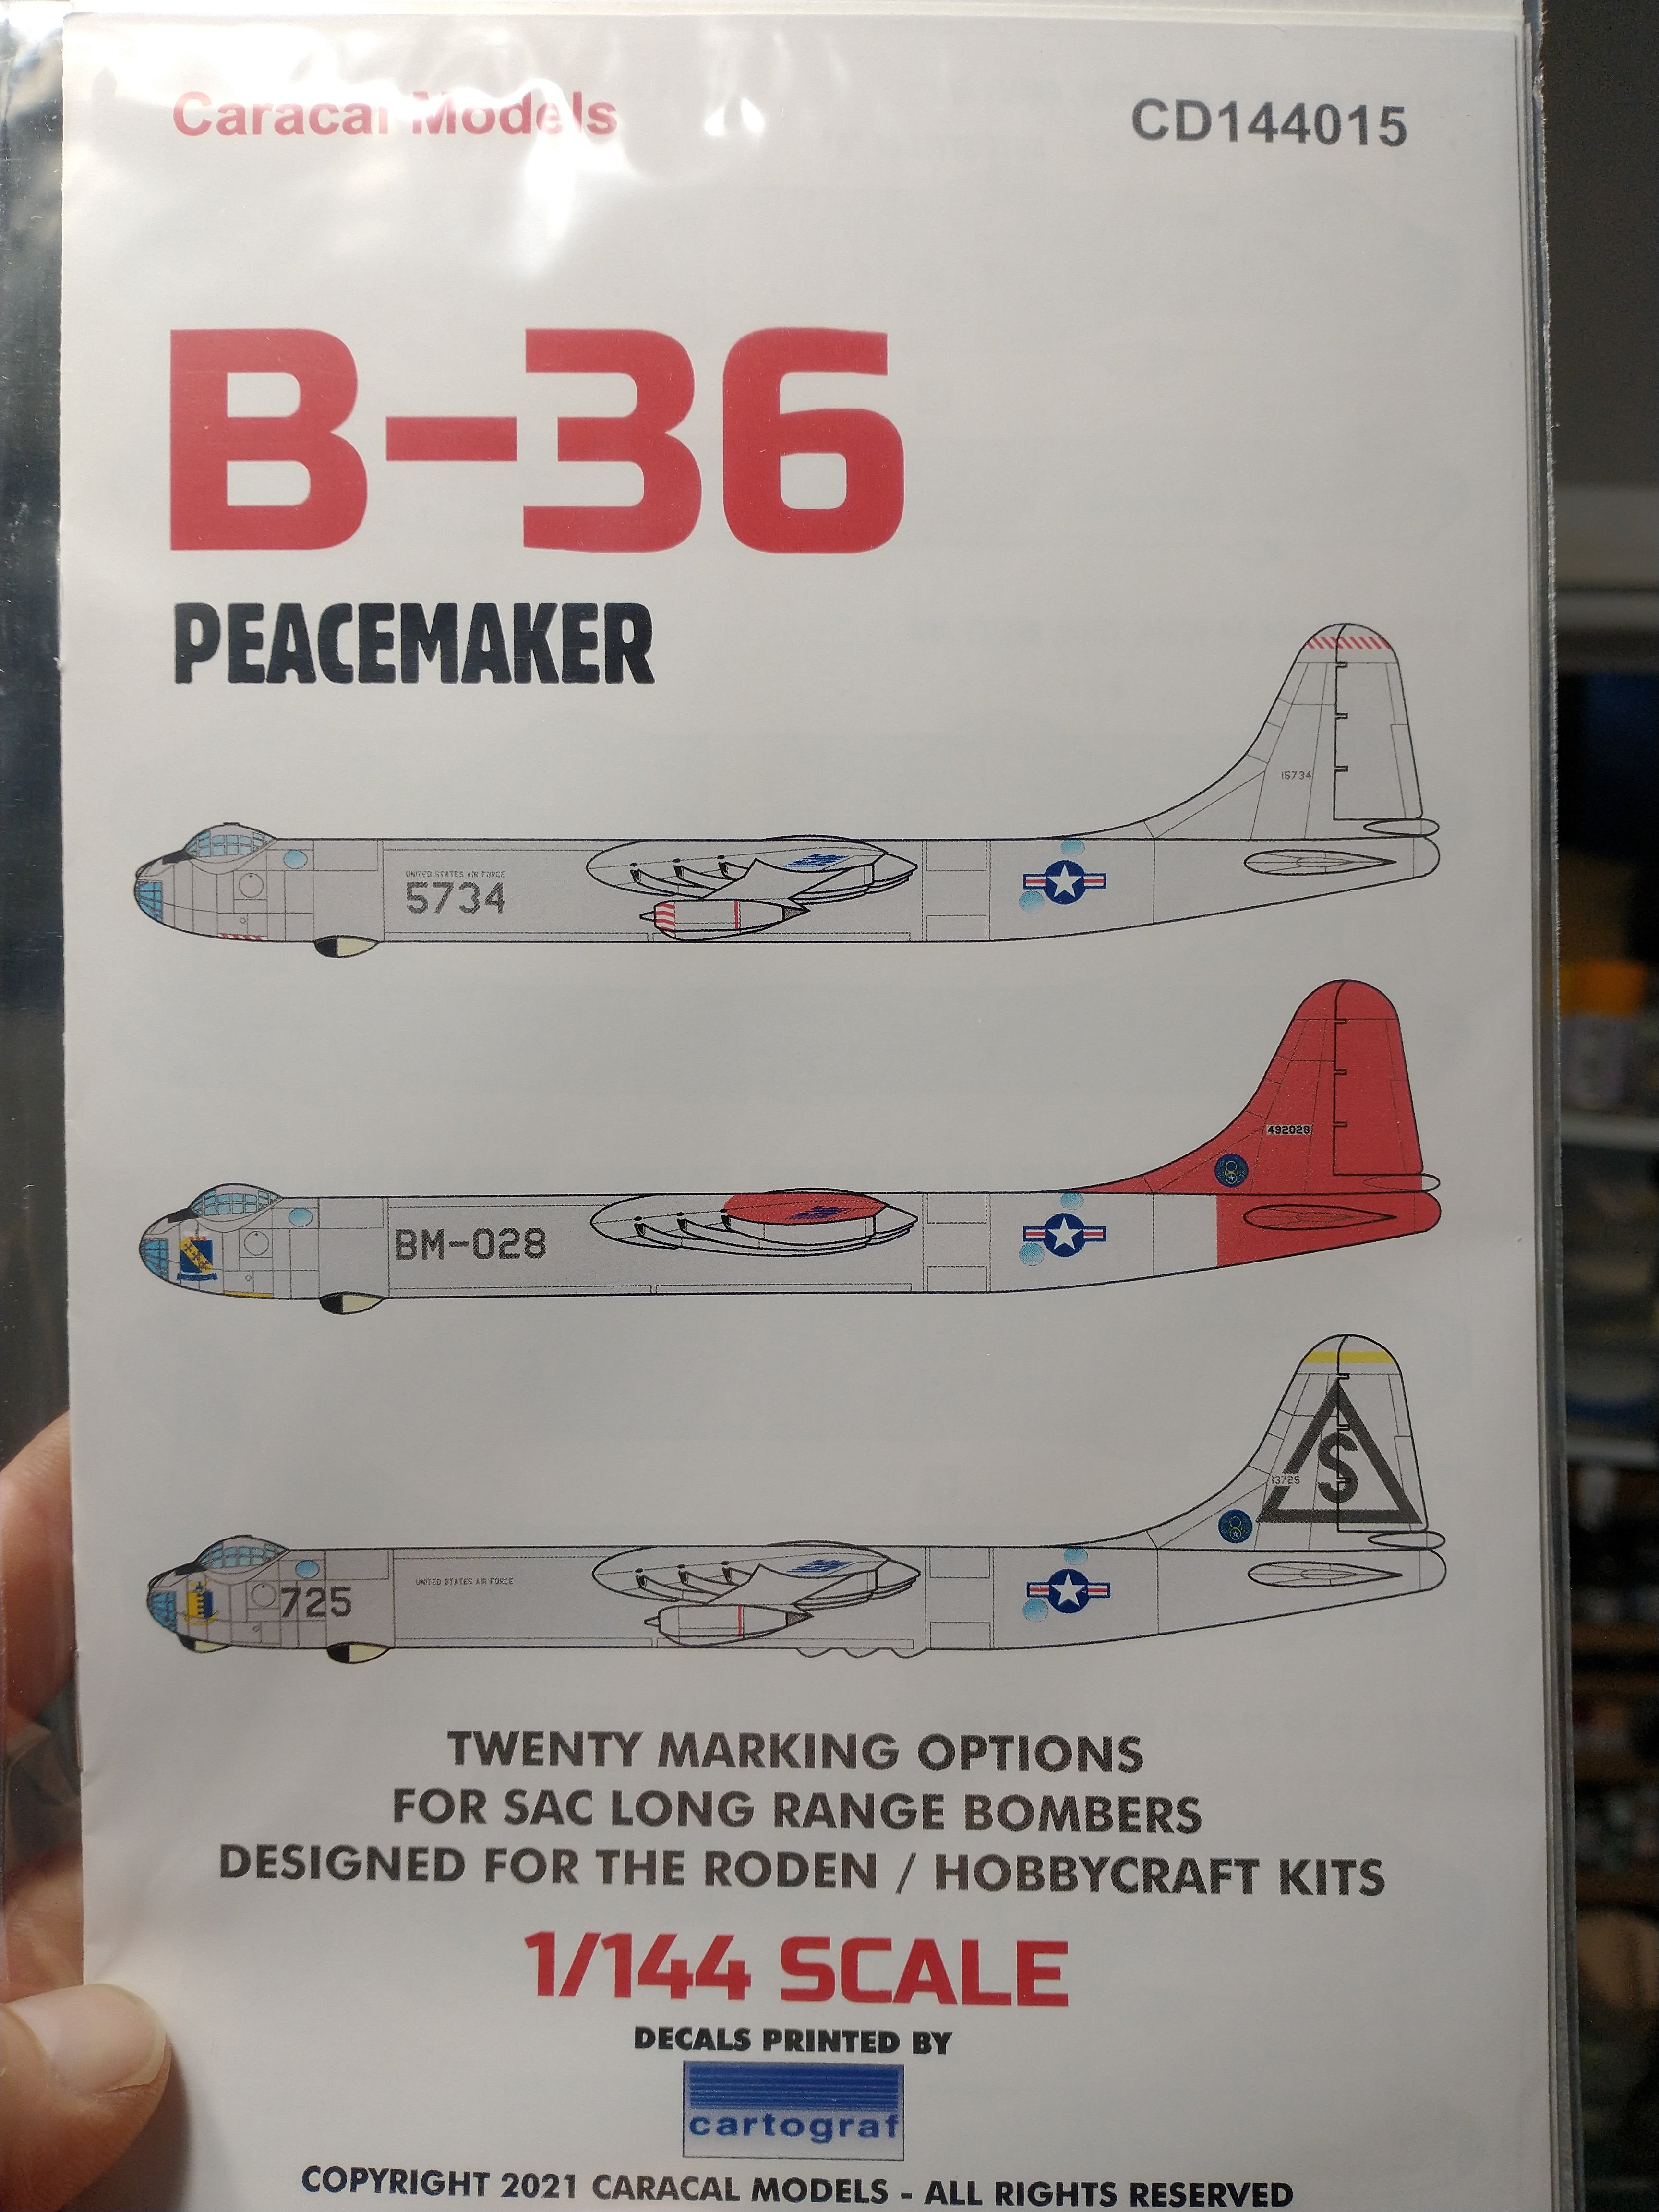 Caracal Models
CD144015
B-36
PEACEMAKER
15734
UNITED STATES AIR FORCE
5734
492028
BM-028
S
13725
725
UNITED STATES AIR FORCE
TWENTY MARKING OPTIONS
FOR SAC LONG RANGE BOMBERS
DESIGNED FOR THE RODEN / HOBBYCRAFT KITS
1/144 SCALE
DECALS PRINTED BY
cartograf
COPYRIGHT 2021 CARACAL MODELS - ALL RIGHTS RESERVED